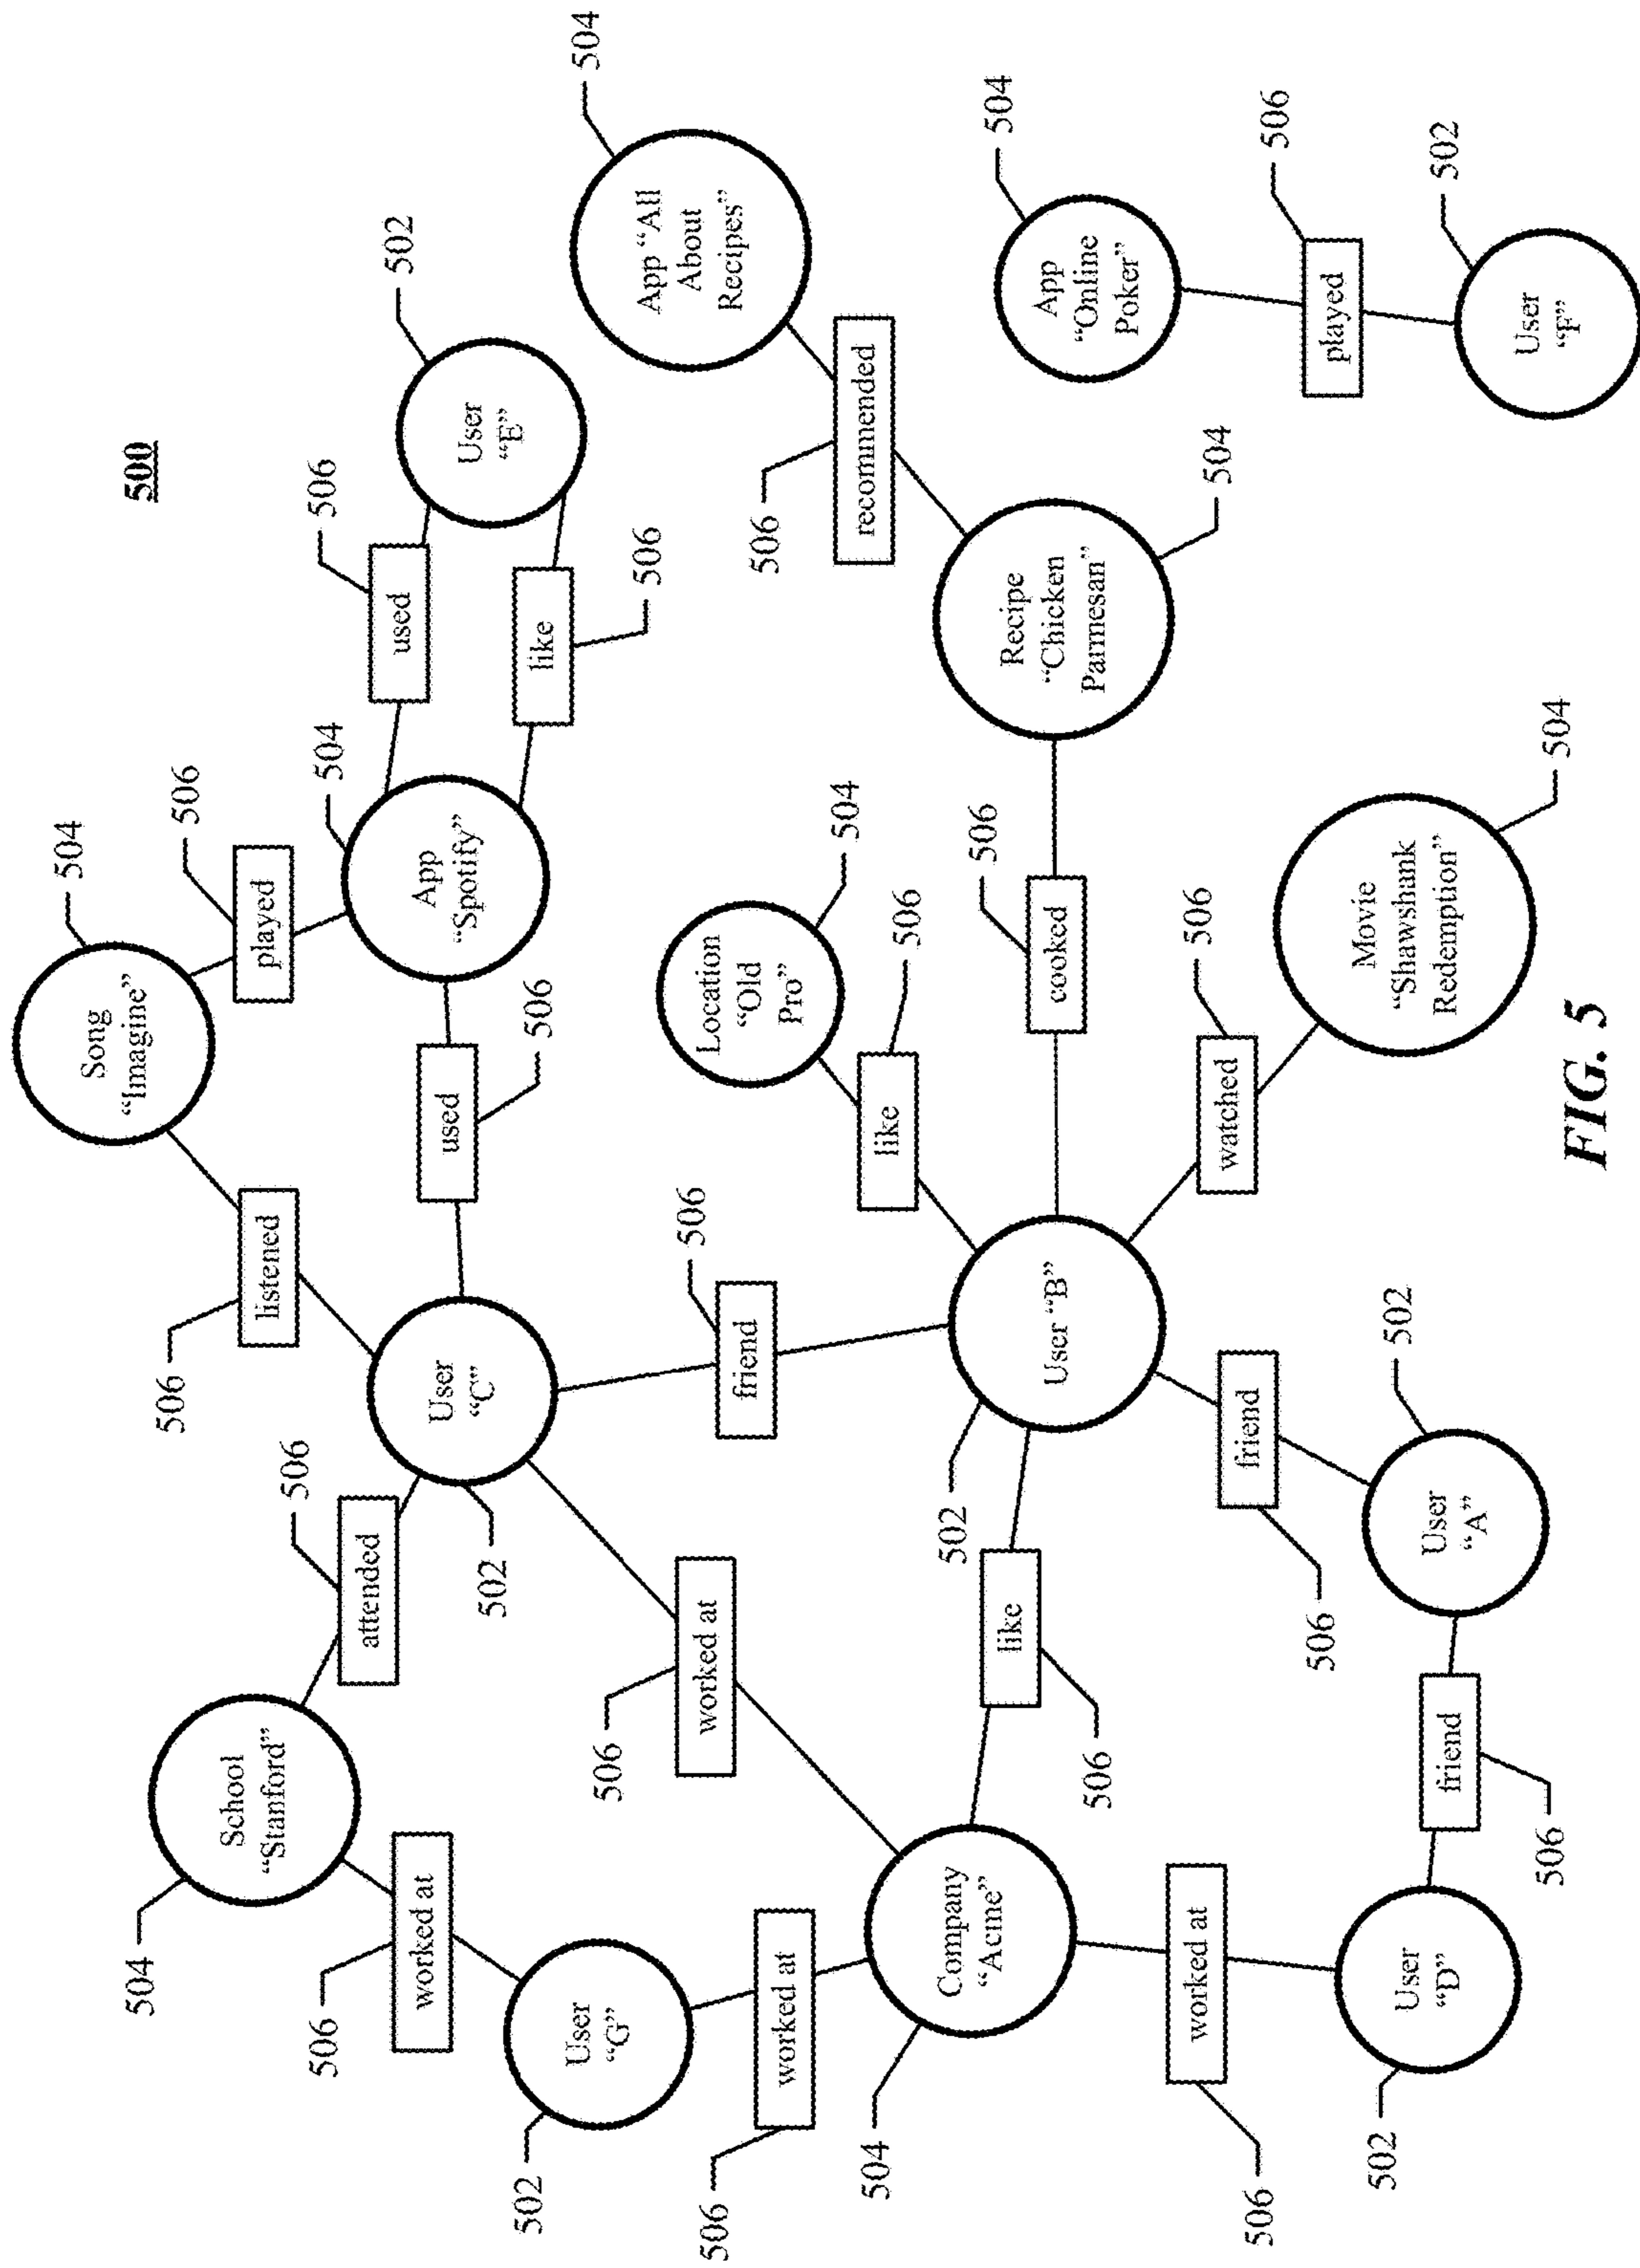 500
504
Song
“Imagine”
506
listened
506
played
504
School
“Stanford”
506
attended
506
worked at
User
“C”
502
506
used
504
App
“Spotify”
506
used
506
like
User
“E”
502
User
“G”
502
506
worked at
506
worked at
506
friend
Location
“Old
Pro”
504
506
like
506
recommended
App “All
About
Recipes”
504
Company
“Acme”
504
506
like
502
User “B”
506
cooked
Recipe
“Chicken
Parmesan”
504
App
“Online
Poker”
504
506
worked at
506
friend
506
watched
Movie
“Shawshank
Redemption”
504
506
played
User
“D”
502
506
friend
User
“A”
502
User
“F”
502
FIG. 5